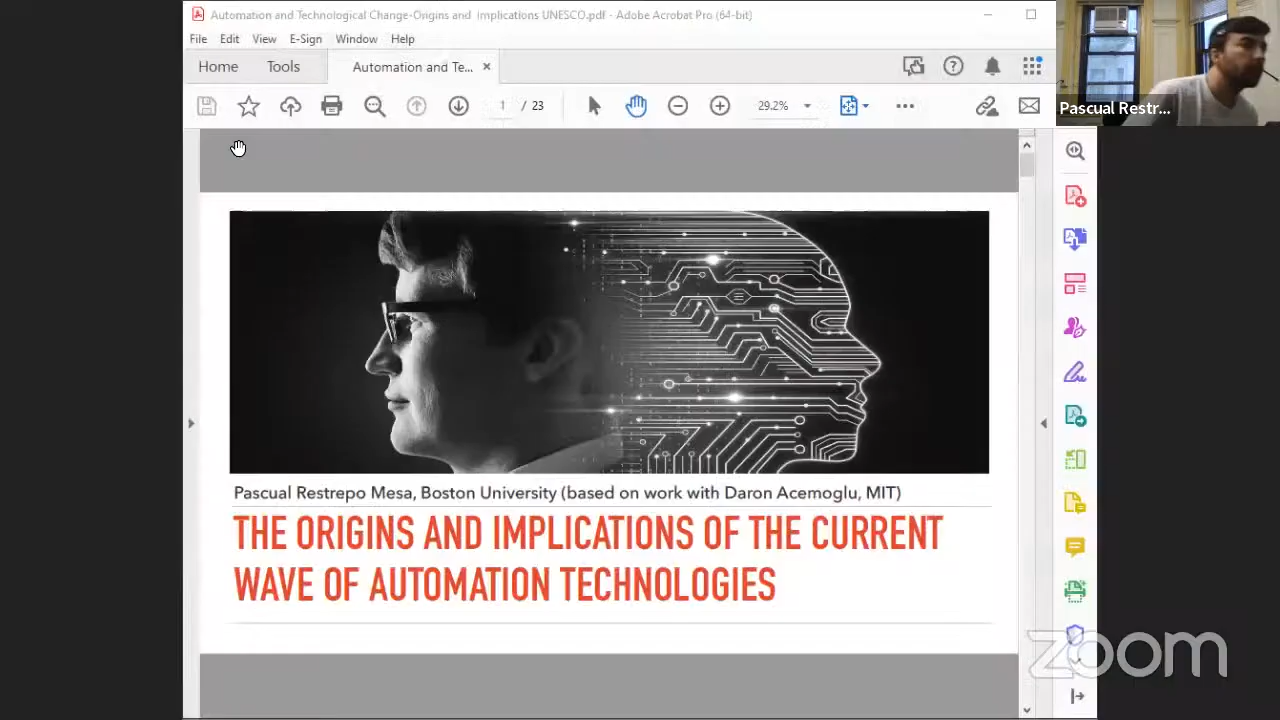 Automation and Technological Change-Origins and implications UNESCO.pdf - Adobe Acrobat Pro (64-bit)
File Edit View E-Sign Window Help
Home Tools Automation and Te... ×
1 / 23 29,2%
Pascual Restr...
Pascual Restrepo Mesa, Boston University (based on work with Daron Acemoglu, MIT)
THE ORIGINS AND IMPLICATIONS OF THE CURRENT
WAVE OF AUTOMATION TECHNOLOGIES
zoom